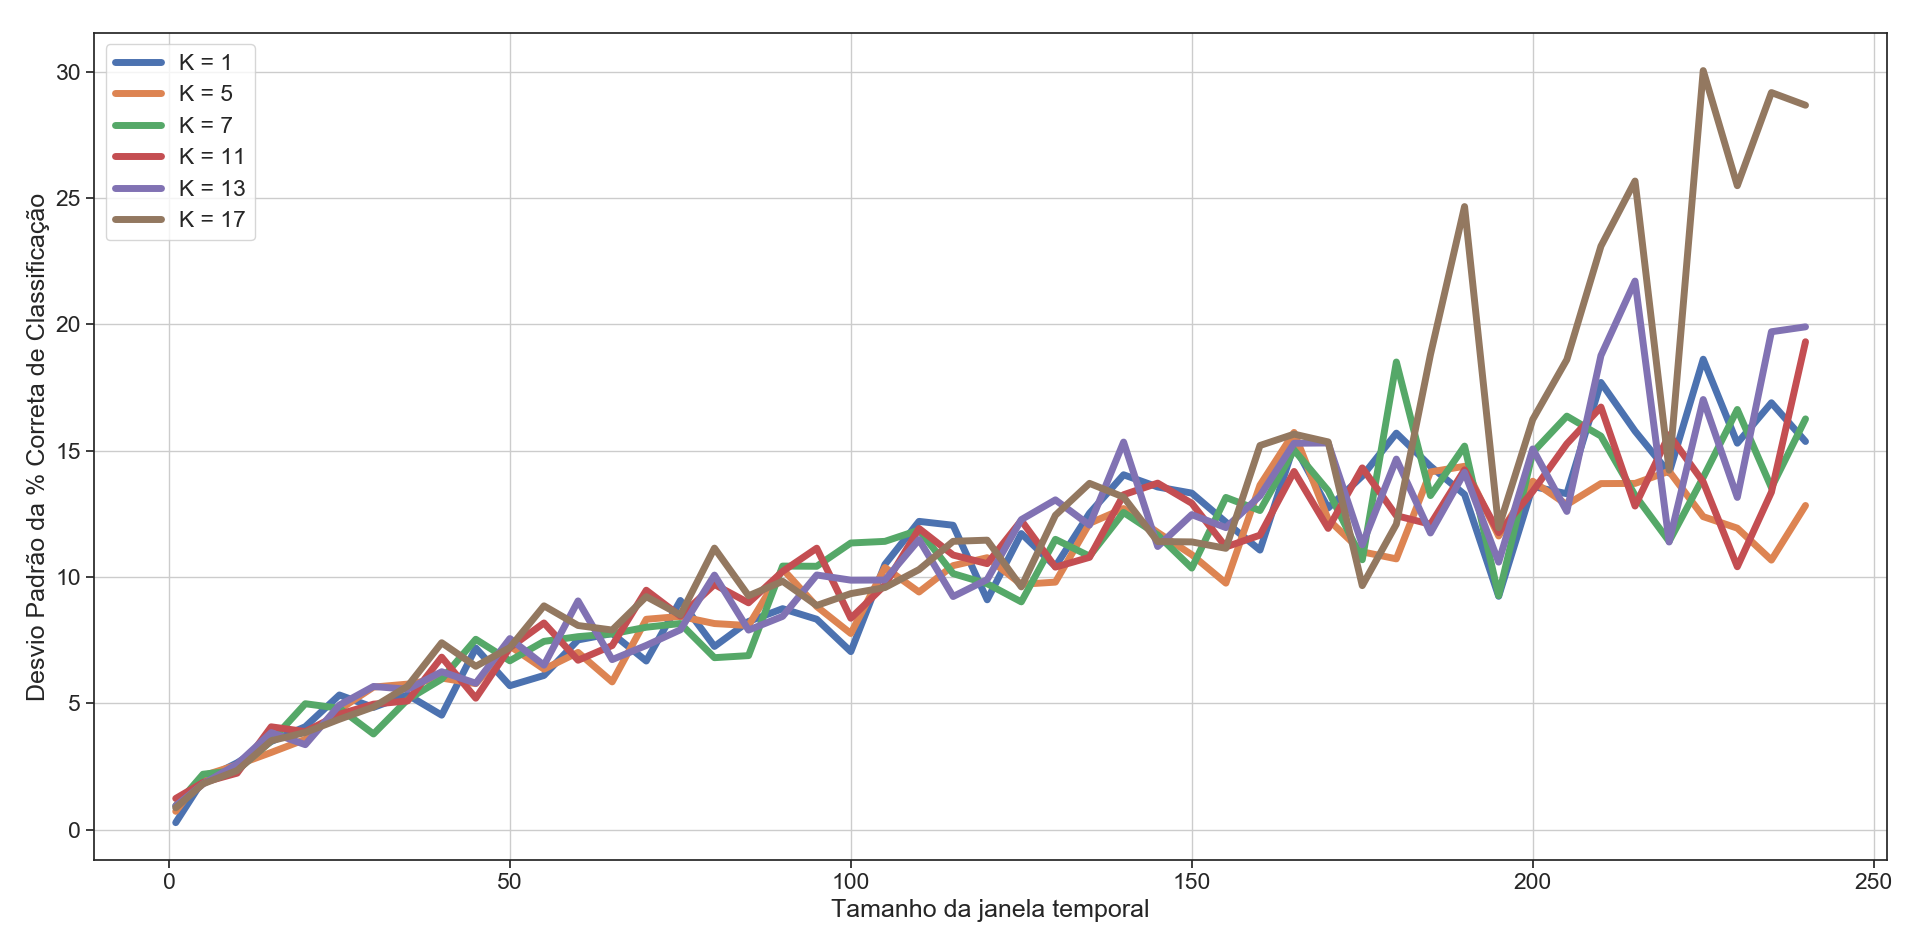 K = 1
K = 5
K = 7
K = 11
K = 13
K = 17
30
25
20
15
10
5
0
Desvio Padrão da % Correta de Classificação
0 50 100 150 200 250
Tamanho da janela temporal